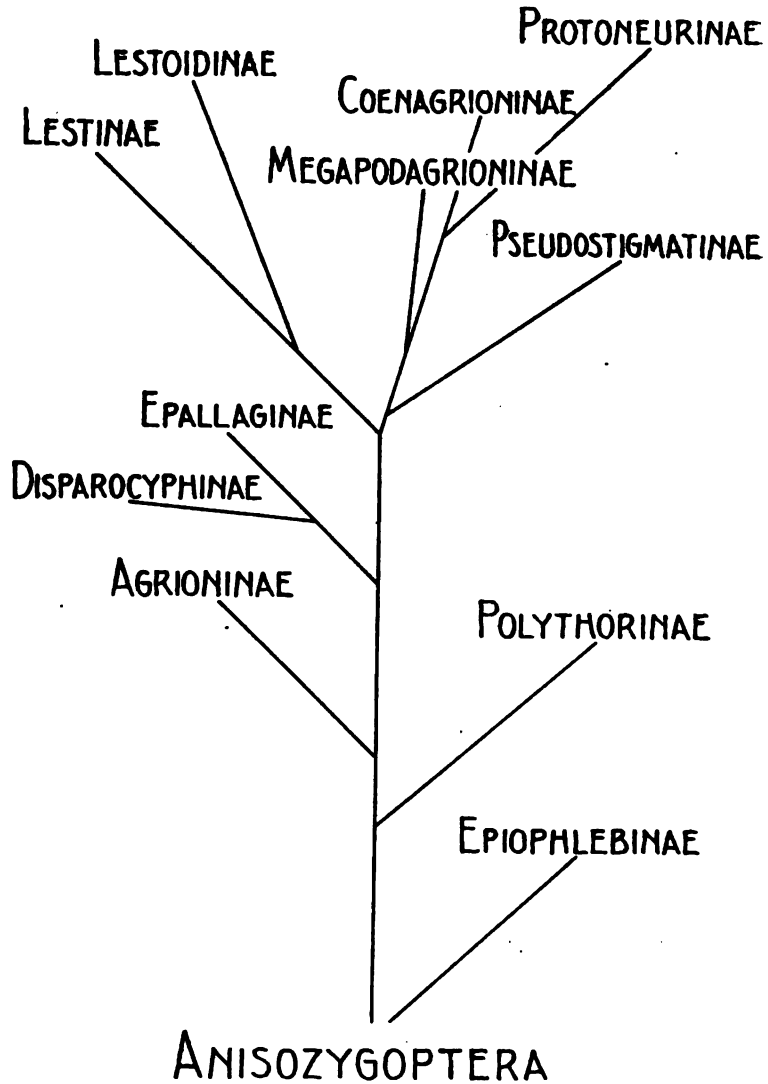 PROTONEURINAE
LESTOIDINAE
COENAGRIONINAE
LESTINAE
MEGAPODAGRIONINAE
PSEUDOSTIGMATINAE
EPALLAGINAE
DISPAROCYPHINAE
AGRIONINAE
POLYTHORINAE
EPIOPHLEBINAE
ANISOZYGOPTERA